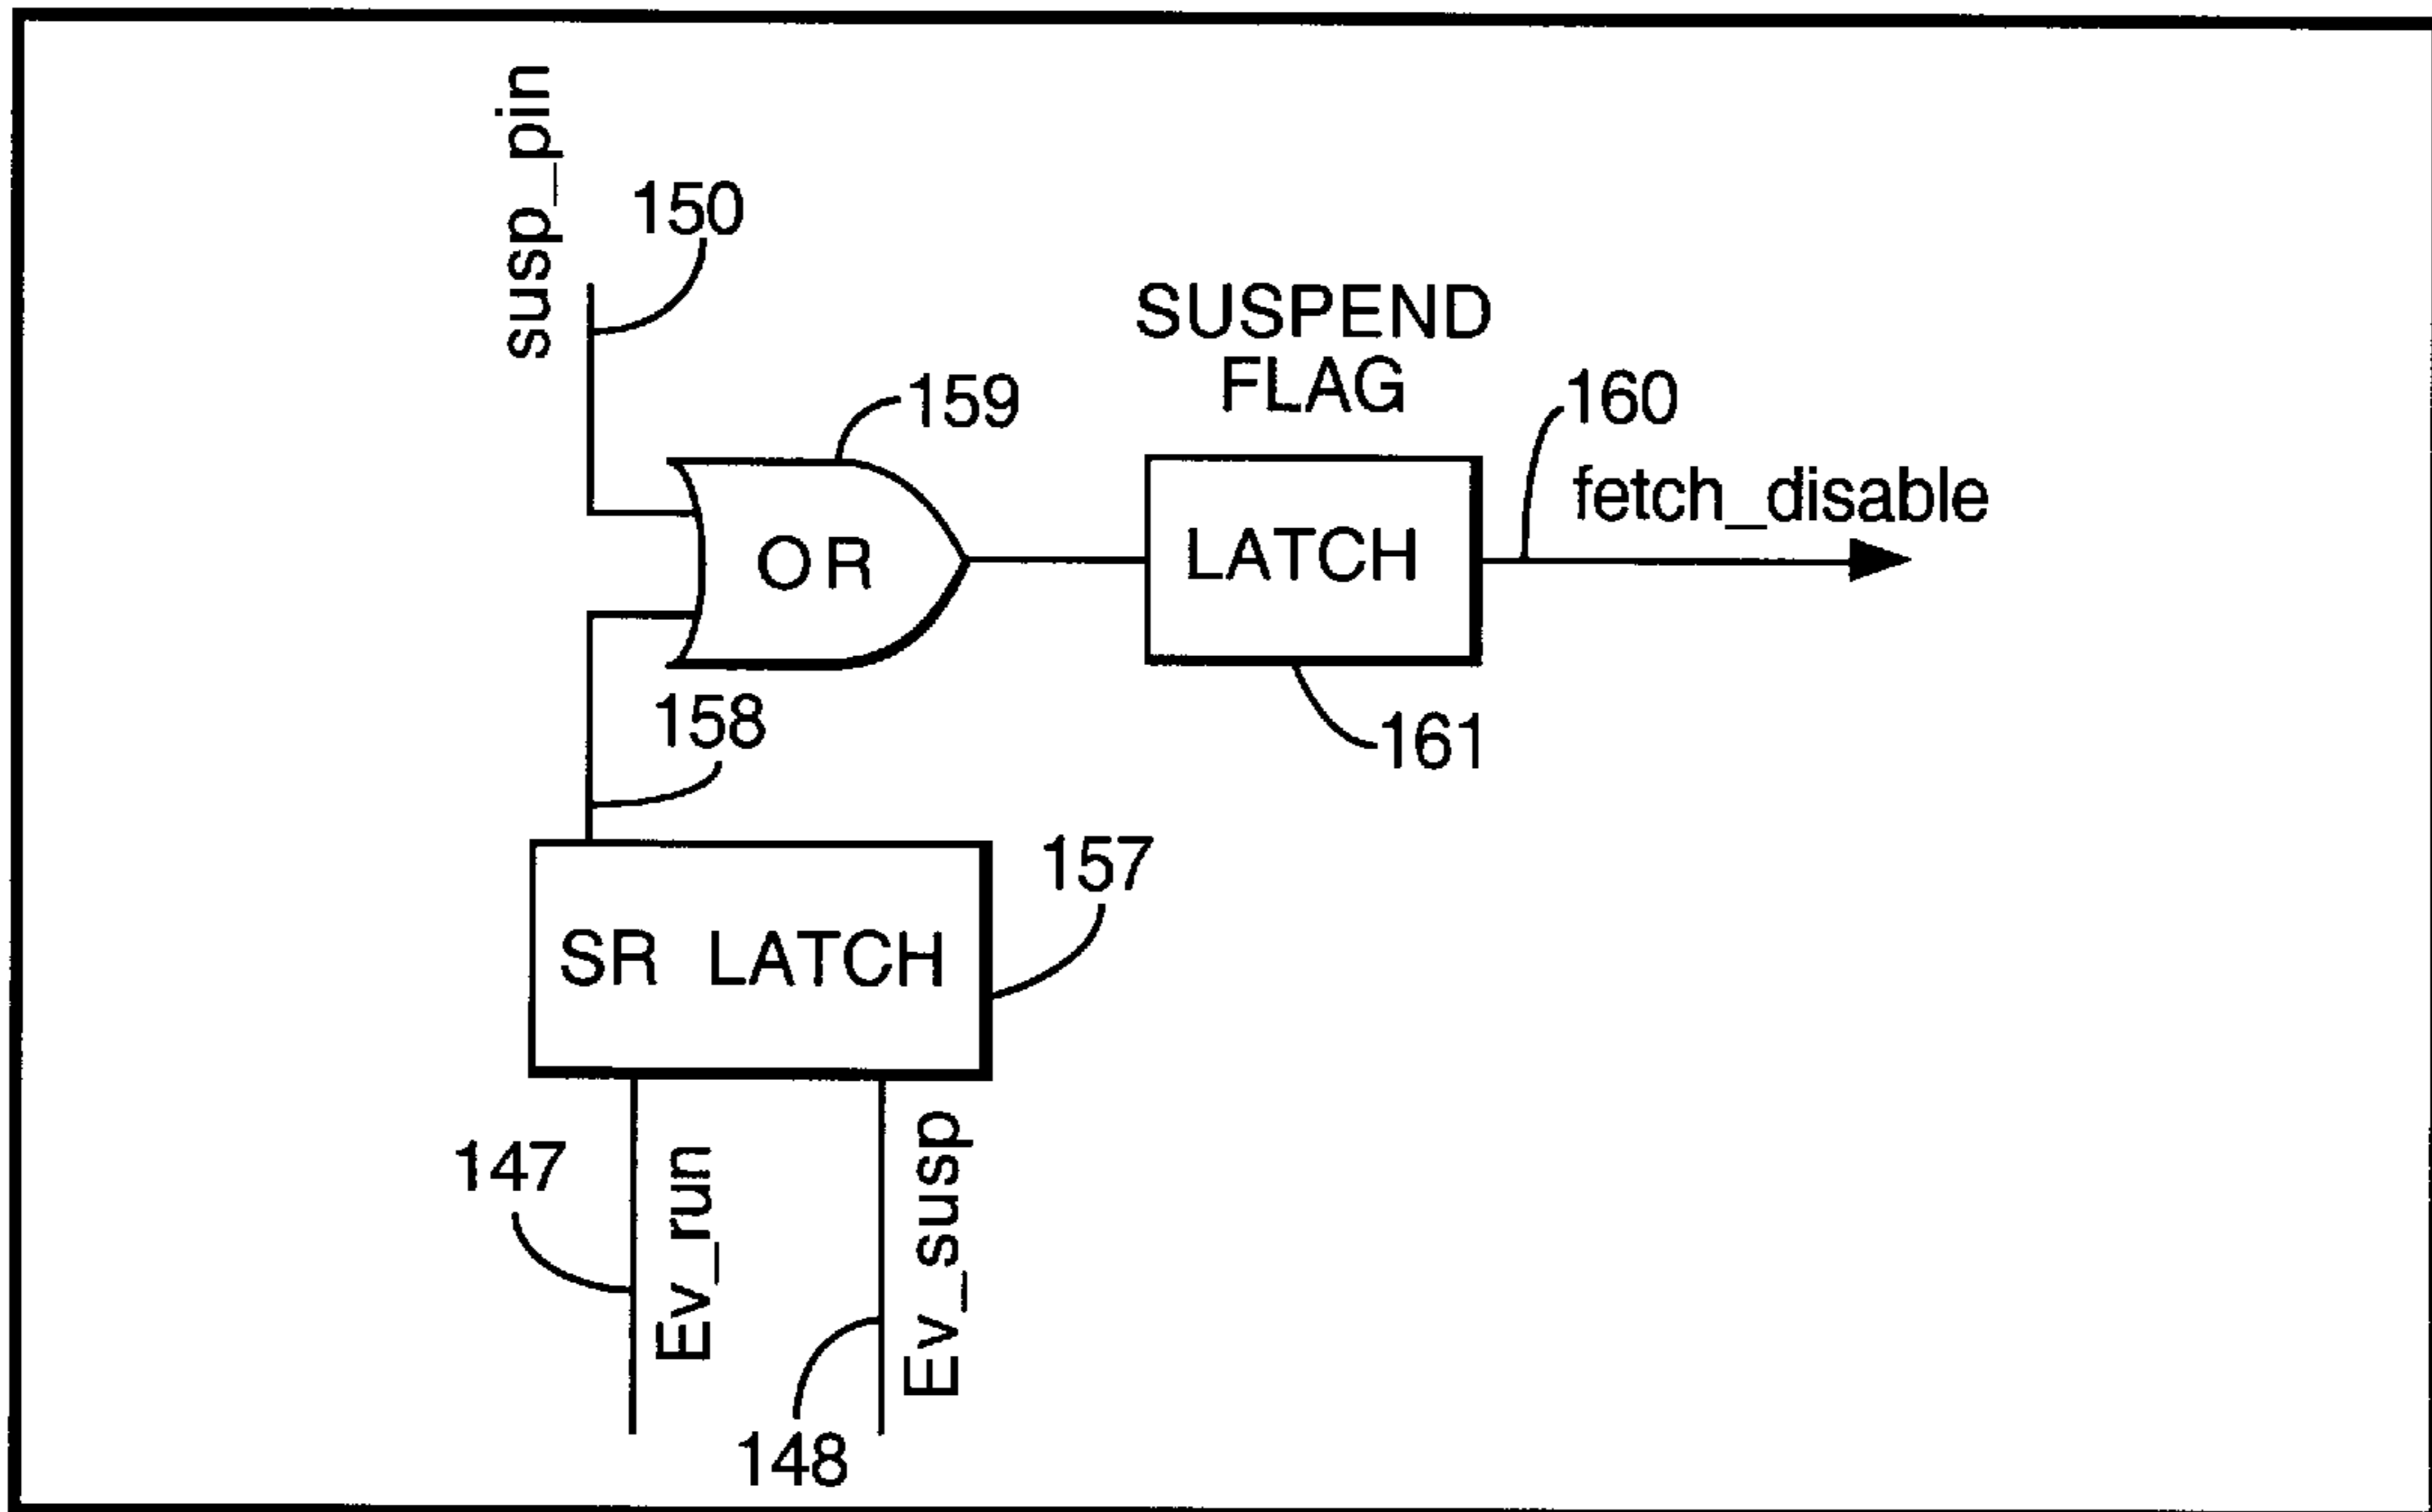 susp_pin
150
SUSPEND
FLAG
159
160
fetch_disable
OR
LATCH
158
161
157
SR LATCH
147
Ev_run
Ev_susp
148